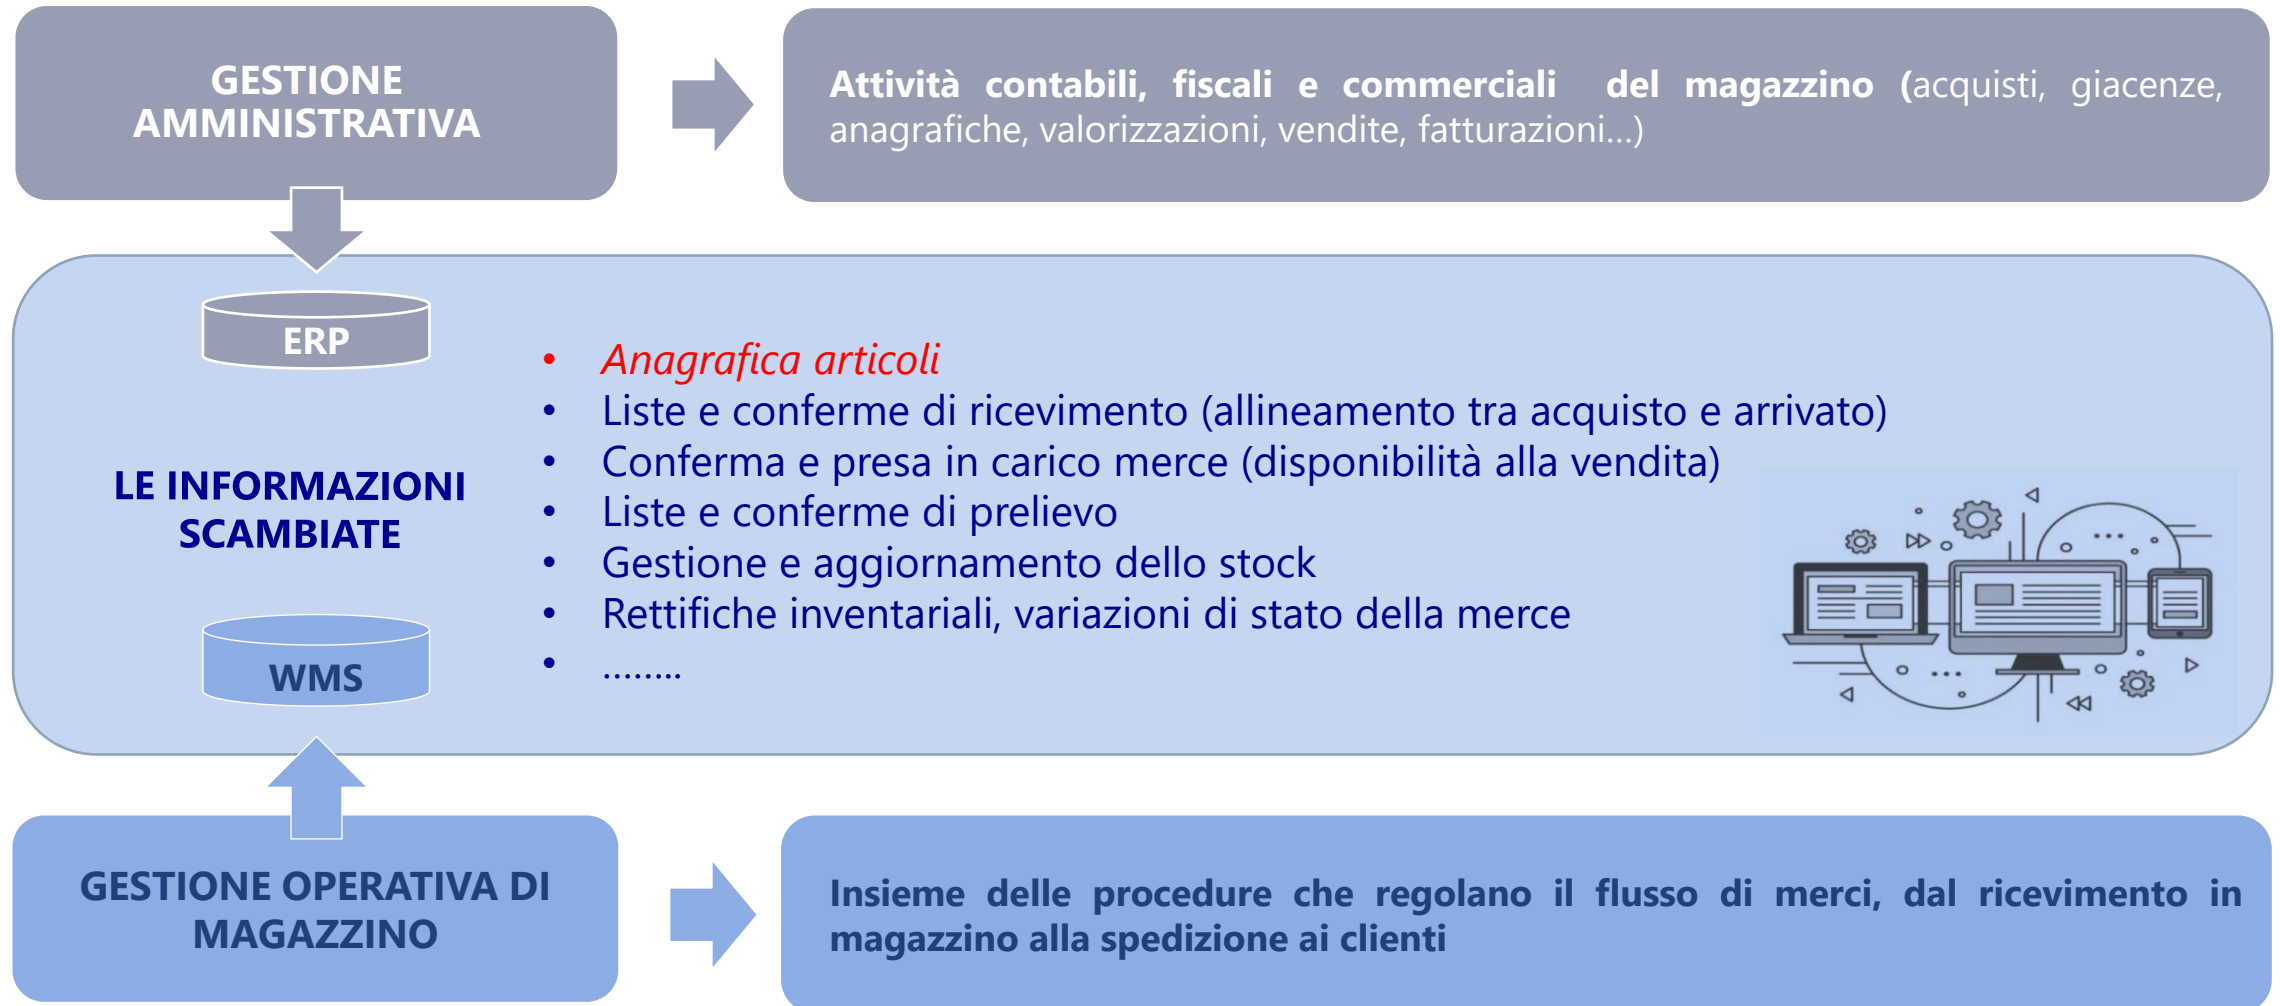 GESTIONE
AMMINISTRATIVA
Attività contabili, fiscali e commerciali del magazzino (acquisti, giacenze,
anagrafiche, valorizzazioni, vendite, fatturazioni...)
ERP
LE INFORMAZIONI
SCAMBIATE
WMS
• Anagrafica articoli
• Liste e conferme di ricevimento (allineamento tra acquisto e arrivato)
• Conferma e presa in carico merce (disponibilità alla vendita)
• Liste e conferme di prelievo
• Gestione e aggiornamento dello stock
• Rettifiche inventariali, variazioni di stato della merce
• ........
GESTIONE OPERATIVA DI
MAGAZZINO
Insieme delle procedure che regolano il flusso di merci, dal ricevimento in
magazzino alla spedizione ai clienti